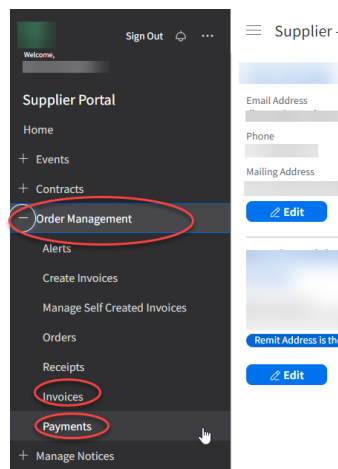 Sign Out
Welcome,
Supplier Portal
Home
Events
Contracts
Order Management
Alerts
Create Invoices
Manage Self Created Invoices
Orders
Receipts
Invoices
Payments
Manage Notices
Supplier -
Email Address
Phone
Mailing Address
Edit
Remit Address is the
Edit